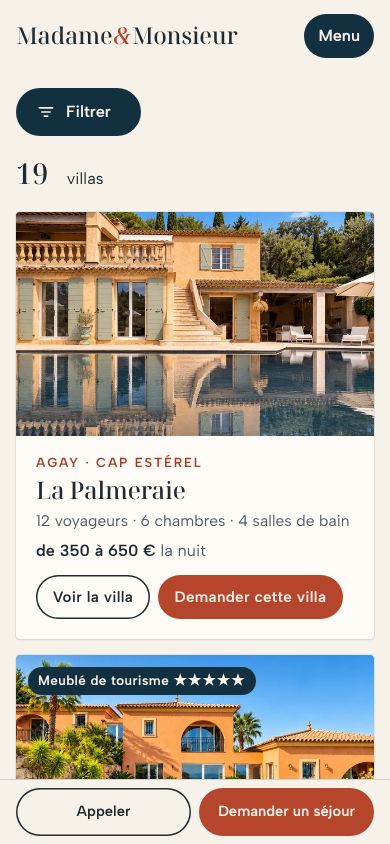 Madame&Monsieur
Menu
Filtrer
19 villas
AGAY · CAP ESTÉREL
La Palmeraie
12 voyageurs · 6 chambres · 4 salles de bain
de 350 à 650 € la nuit
Voir la villa
Demander cette villa
Meublé de tourisme ★★★★★
Appeler
Demander un séjour